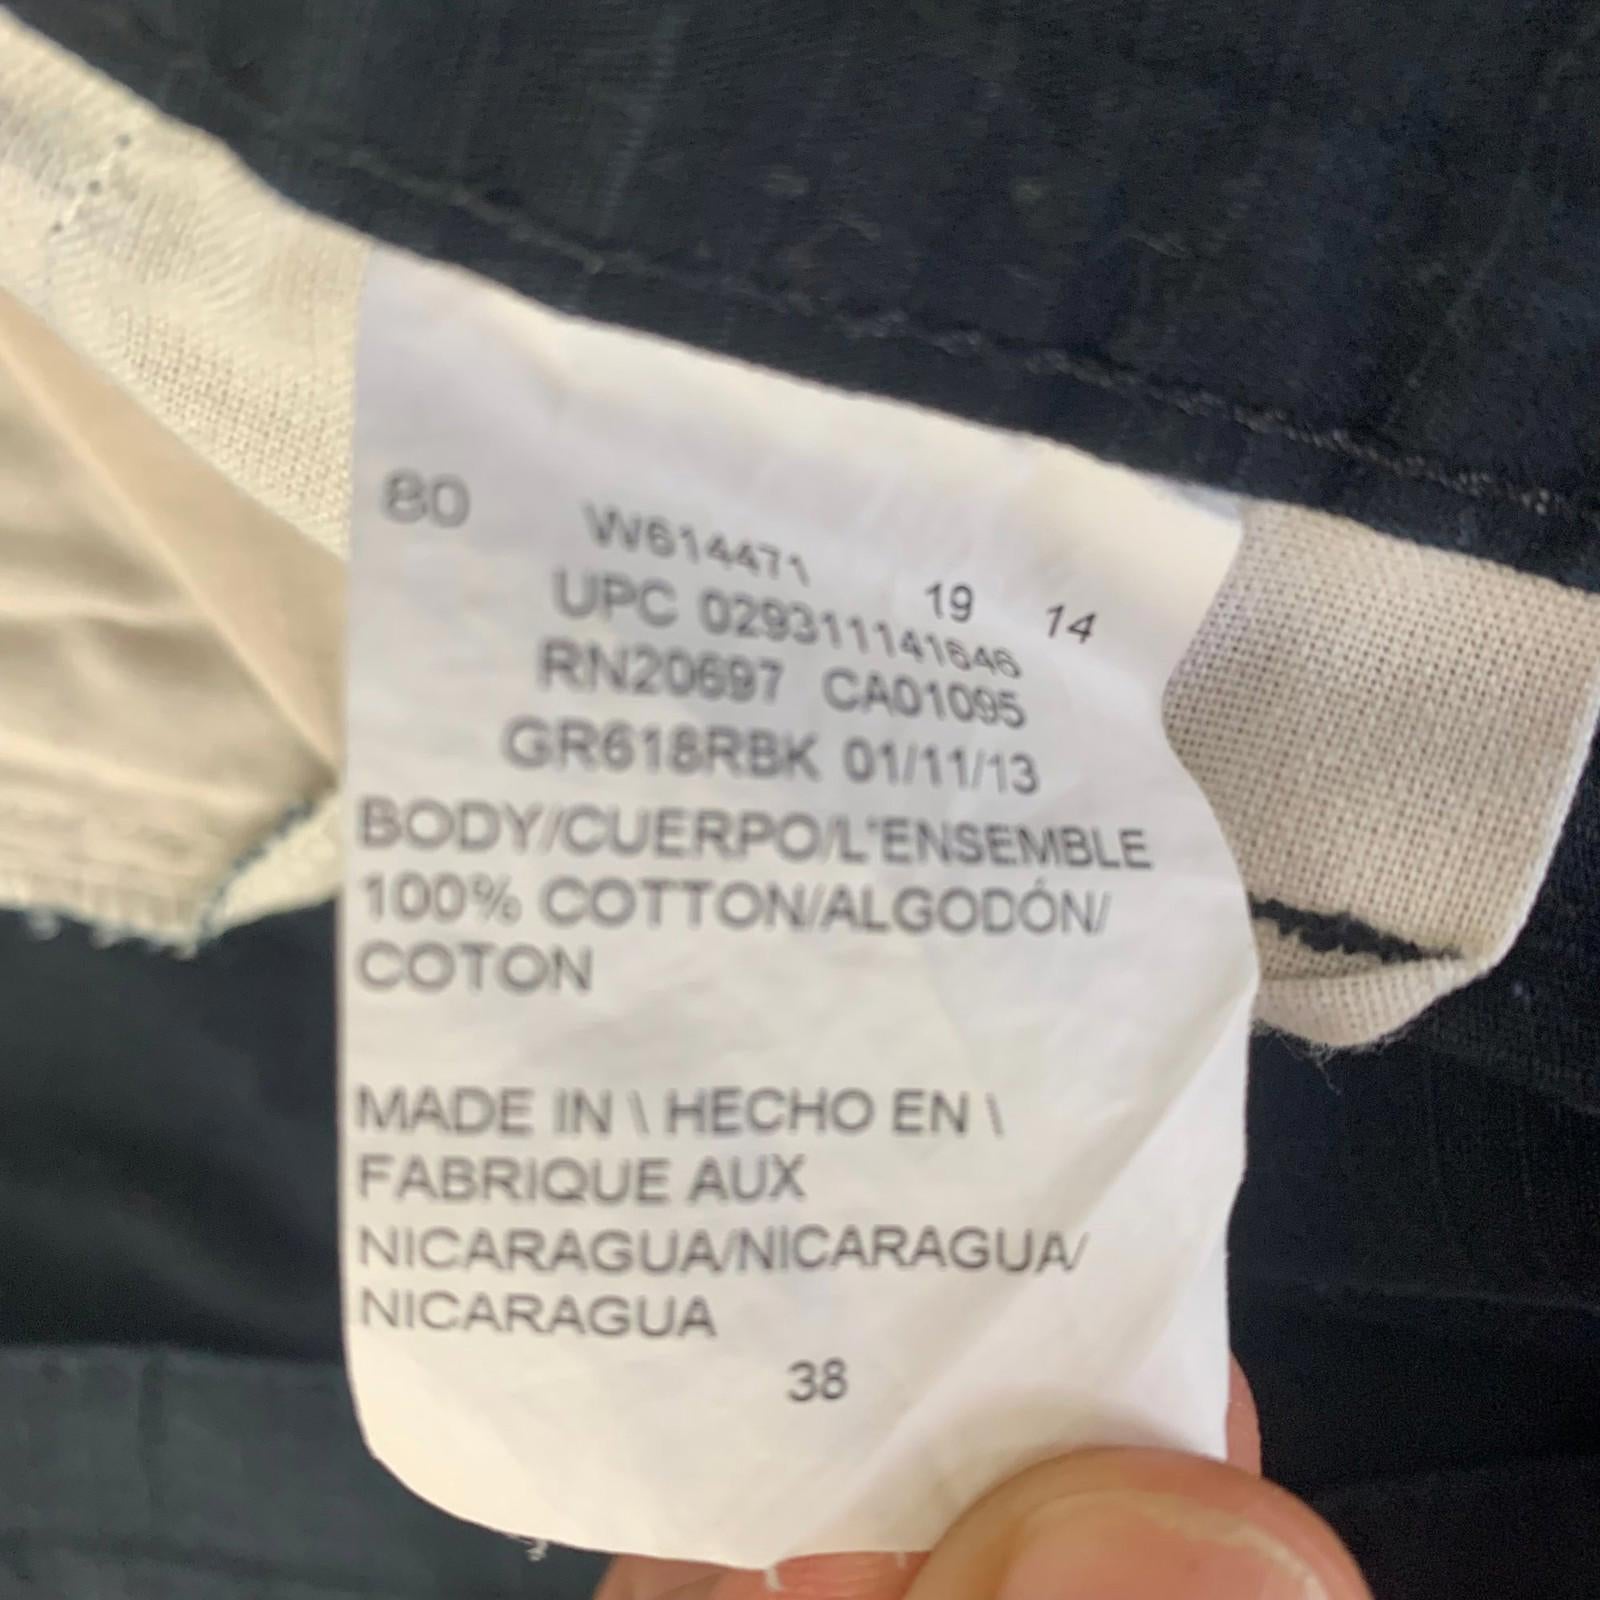 80 W614471 19 14
UPC 029311141646
RN20697 CA01095
GR618RBK 01/11/13
BODY/CUERPO/L'ENSEMBLE
100% COTTON/ALGODÓN/
COTON
MADE IN \ HECHO EN \
FABRIQUE AUX
NICARAGUA/NICARAGUA/
NICARAGUA
38